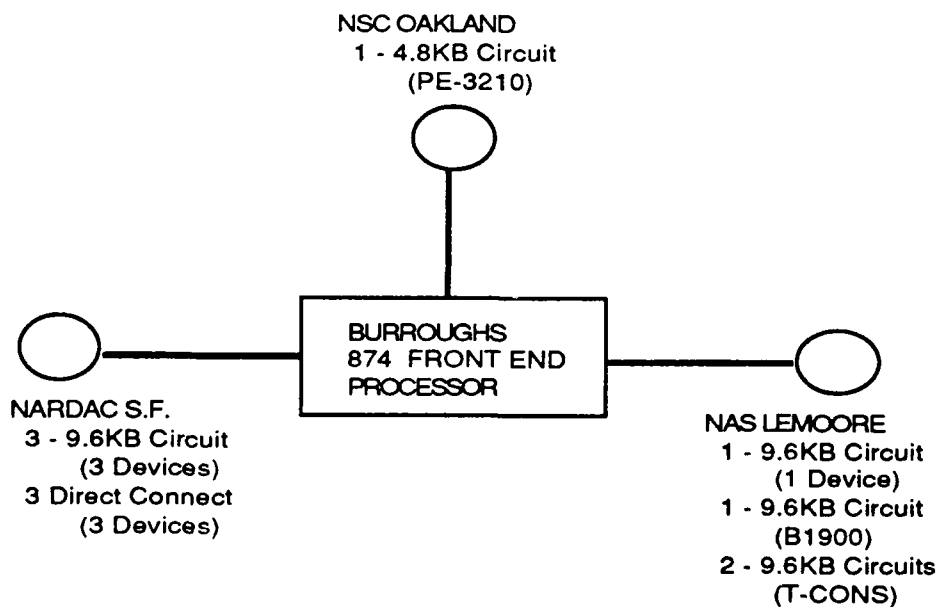 NSC OAKLAND
1 - 4.8KB Circuit
(PE-3210)
BURROUGHS
874 FRONT END
PROCESSOR
NARDAC S.F.
3 - 9.6KB Circuit
(3 Devices)
3 Direct Connect
(3 Devices)
NAS LEMOORE
1 - 9.6KB Circuit
(1 Device)
1 - 9.6KB Circuit
(B1900)
2 - 9.6KB Circuits
(T-CONS)